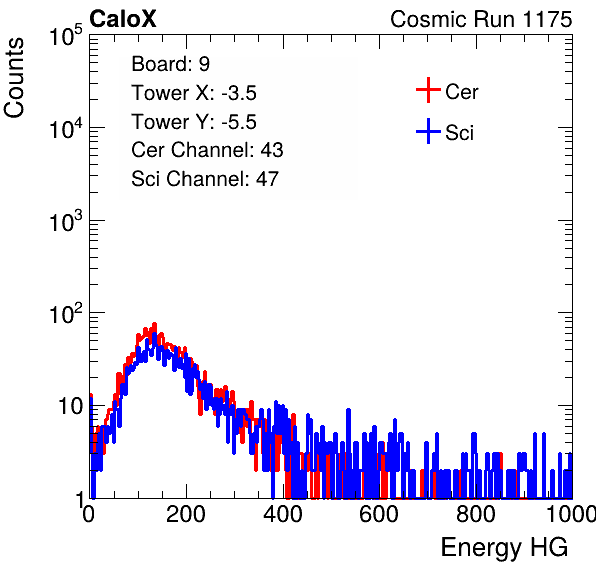 CaloX Cosmic Run 1175
Counts
10^5
10^4
10^3
10^2
10
1
Board: 9
Tower X: -3.5
Tower Y: -5.5
Cer Channel: 43
Sci Channel: 47
Cer
Sci
0 200 400 600 800 1000
Energy HG